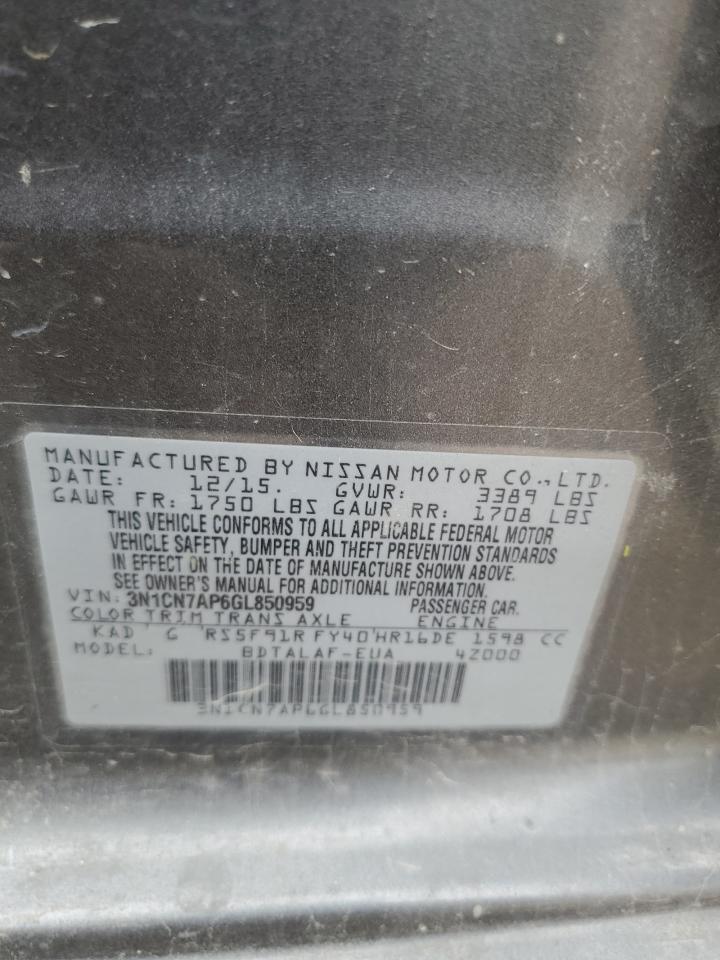 MANUFACTURED BY NISSAN MOTOR CO., LTD.
DATE: 12/15. GVWR: 3389 LBS
GAWR FR: 1750 LBS GAWR RR: 1708 LBS
THIS VEHICLE CONFORMS TO ALL APPLICABLE FEDERAL MOTOR
VEHICLE SAFETY, BUMPER AND THEFT PREVENTION STANDARDS
IN EFFECT ON THE DATE OF MANUFACTURE SHOWN ABOVE.
SEE OWNER'S MANUAL FOR ADDITIONAL INFORMATION.
VIN: 3N1CN7AP6GL850959 PASSENGER CAR.
COLOR TRIM TRANS AXLE ENGINE
KAD G RS5F91R FY40 HR16DE 1598 CC
MODEL: BDTALAF-EUA 4Z000
3N1CN7AP6GL850959